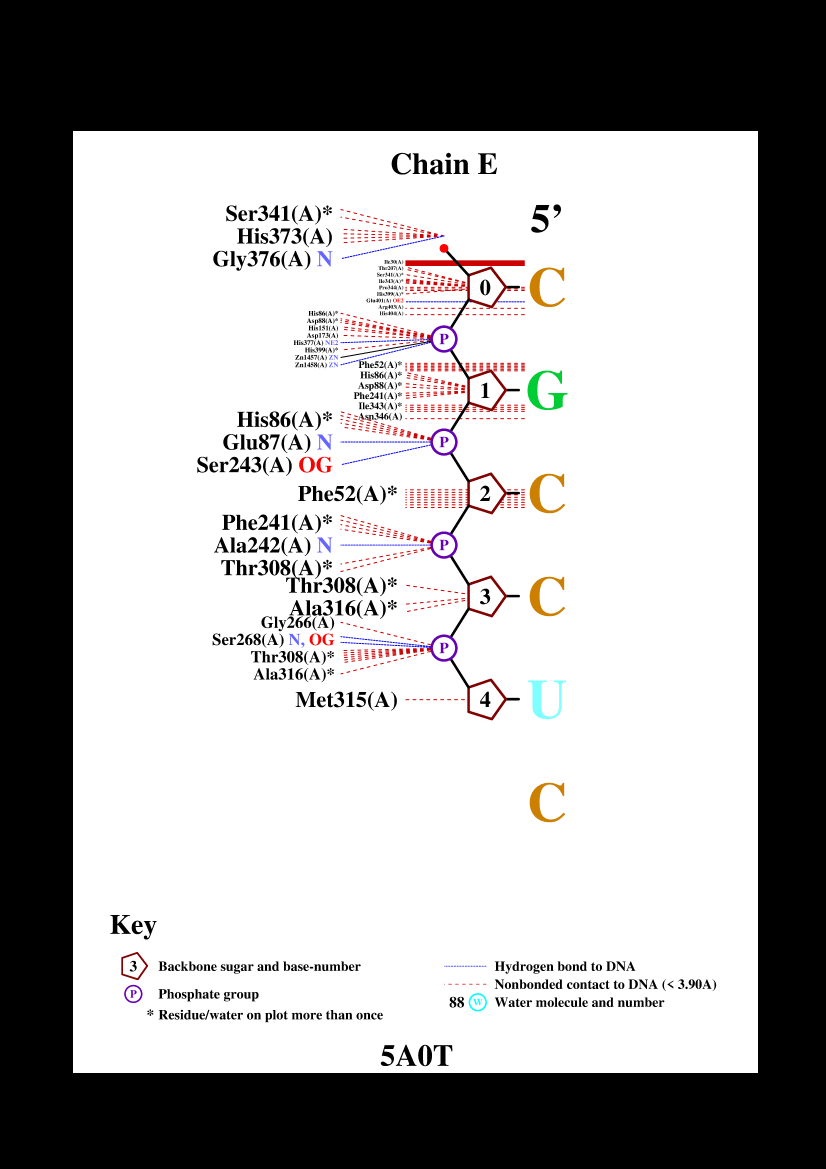 Chain E
5’
Ser341(A)*
His373(A)
Gly376(A) N
Ile30(A)
Thr207(A)
Ser341(A)*
Ile343(A)*
Pro344(A)
His399(A)*
Glu401(A) OE2
Arg403(A)
His404(A)
0
C
His86(A)*
Asp88(A)*
His151(A)
Asp173(A)
His377(A) NE2
His399(A)*
Zn1457(A) ZN
Zn1458(A) ZN
P
Phe52(A)*
His86(A)*
Asp88(A)*
Phe241(A)*
Ile343(A)*
Asn346(A)
1
G
His86(A)*
Glu87(A) N
Ser243(A) OG
P
Phe52(A)*
2
C
Phe241(A)*
Ala242(A) N
Thr308(A)*
P
Thr308(A)*
Ala316(A)*
3
C
Gly266(A)
Ser268(A) N, OG
Thr308(A)*
Ala316(A)*
P
Met315(A)
4
U
C
Key
3 Backbone sugar and base-number
P Phosphate group
* Residue/water on plot more than once
Hydrogen bond to DNA
Nonbonded contact to DNA (< 3.90A)
88 W Water molecule and number
5A0T